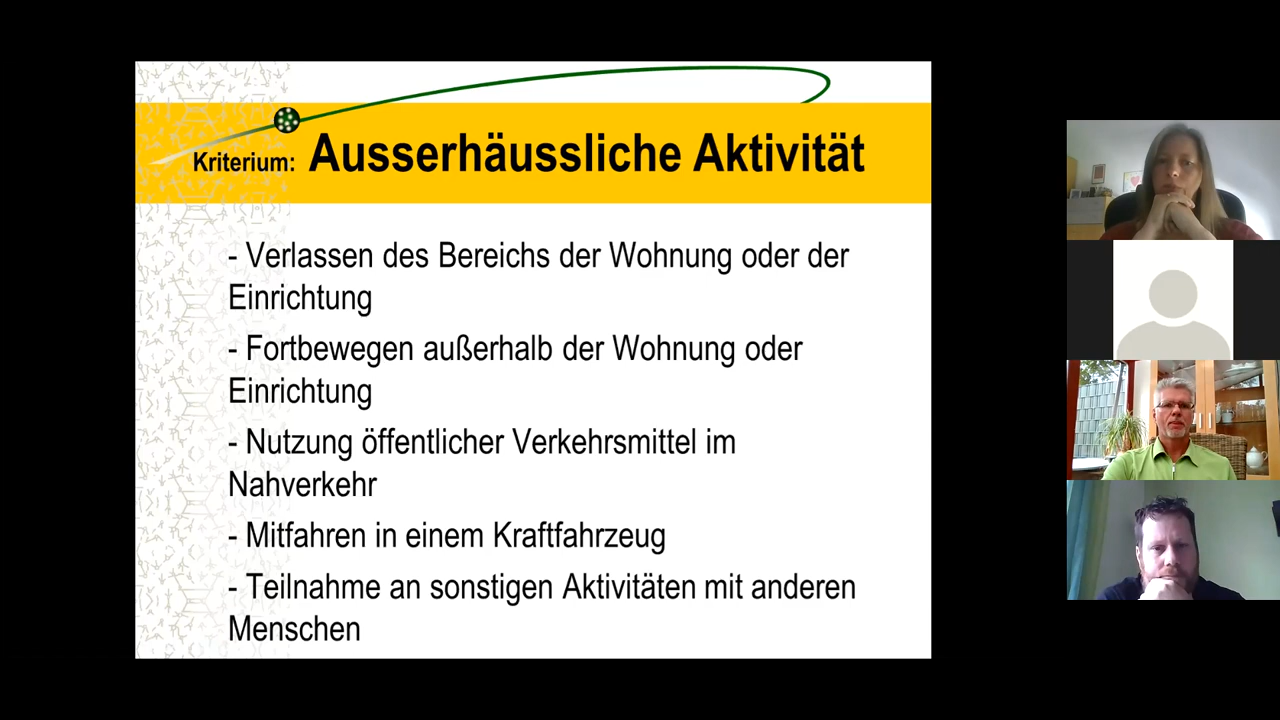 Kriterium: Ausserhäussliche Aktivität
- Verlassen des Bereichs der Wohnung oder der
Einrichtung
- Fortbewegen außerhalb der Wohnung oder
Einrichtung
- Nutzung öffentlicher Verkehrsmittel im
Nahverkehr
- Mitfahren in einem Kraftfahrzeug
- Teilnahme an sonstigen Aktivitäten mit anderen
Menschen